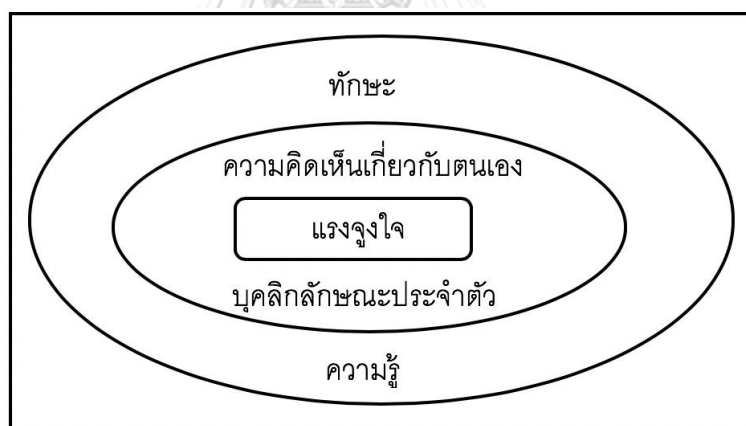 ทักษะ
ความคิดเห็นเกี่ยวกับตนเอง
แรงจูงใจ
บุคลิกลักษณะประจำตัว
ความรู้